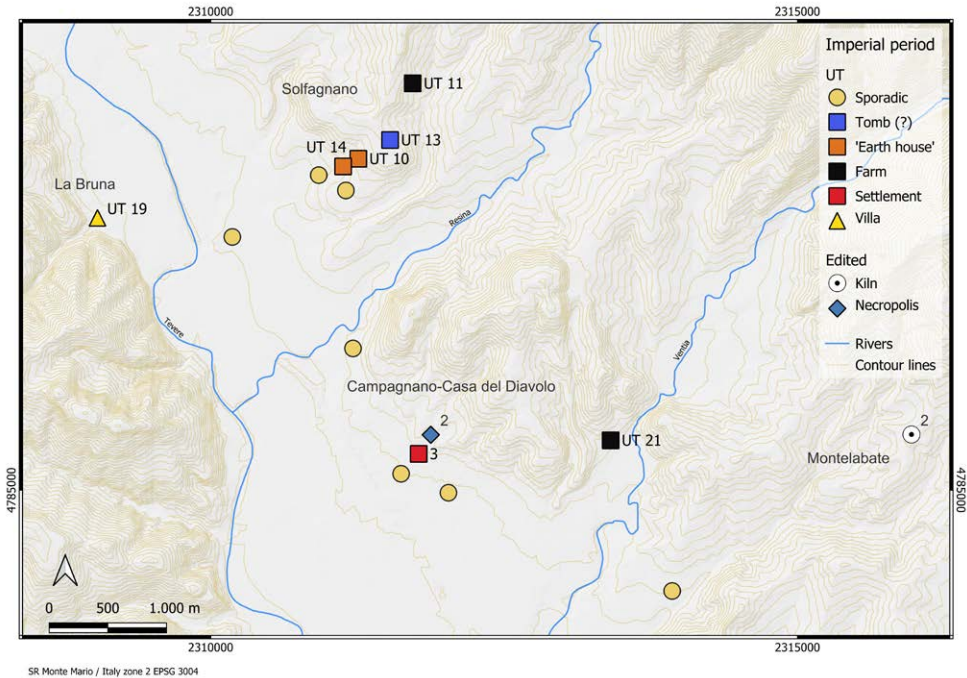 2310000
2315000
Imperial period
UT
Sporadic
Tomb (?)
'Earth house'
Farm
Settlement
Villa
Edited
Kiln
Necropolis
Rivers
Contour lines
Solfagnano
UT 11
UT 13
UT 14
UT 10
La Bruna
UT 19
Resina
Tevere
Ventia
Campagnano-Casa del Diavolo
2
3
UT 21
2
Montelabate
4785000
4785000
0 500 1.000 m
2310000
2315000
SR Monte Mario / Italy zone 2 EPSG 3004